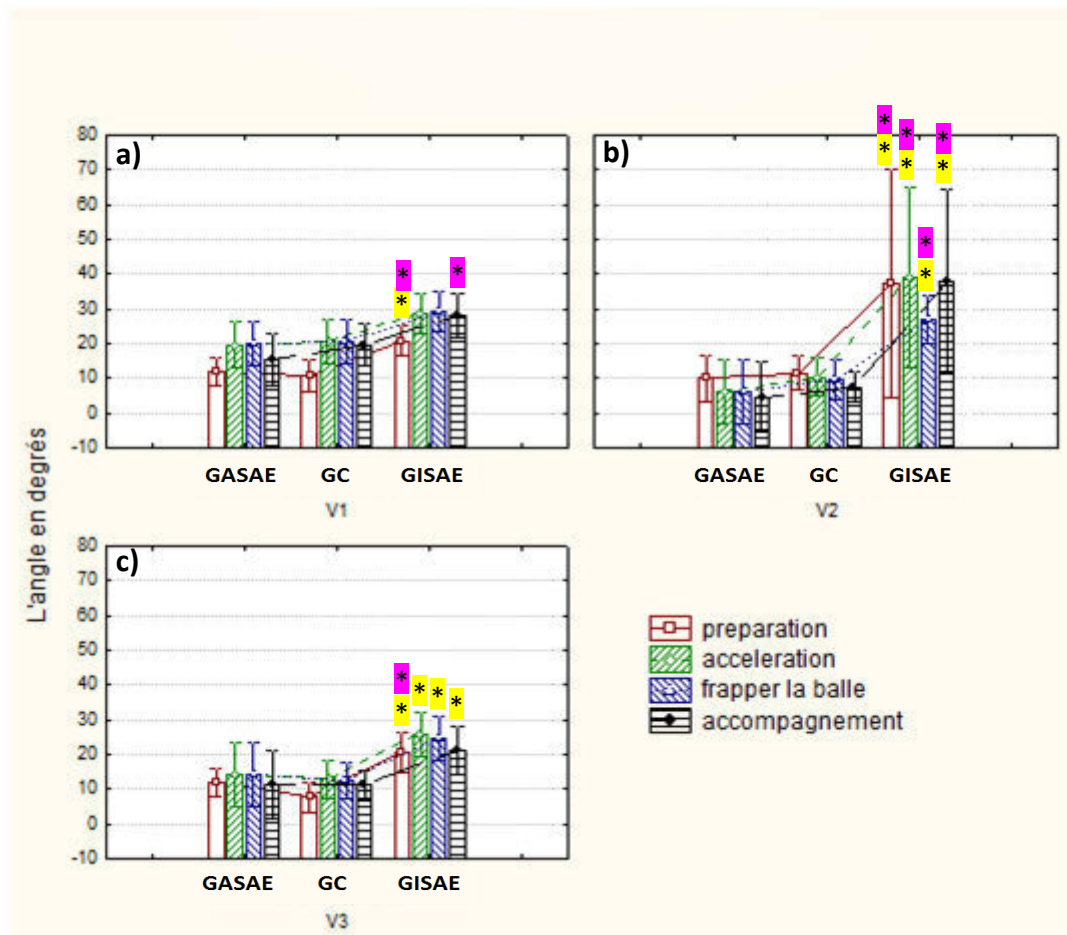 L'angle en degrés
a)
80
70
60
50
40
30
20
10
0
-10
*
*
*
GASAE GC GISAE
V1
b)
* * *
* * *
*
*
GASAE GC GISAE
V2
c)
80
70
60
50
40
30
20
10
0
-10
* * * *
*
GASAE GC GISAE
V3
preparation
acceleration
frapper la balle
accompagnement